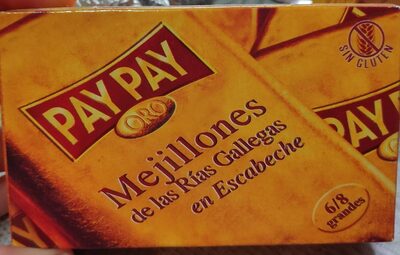 PAY PAY
ORO
SIN GLUTEN
Mejillones
de las Rías Gallegas
en Escabeche
6/8
grandes